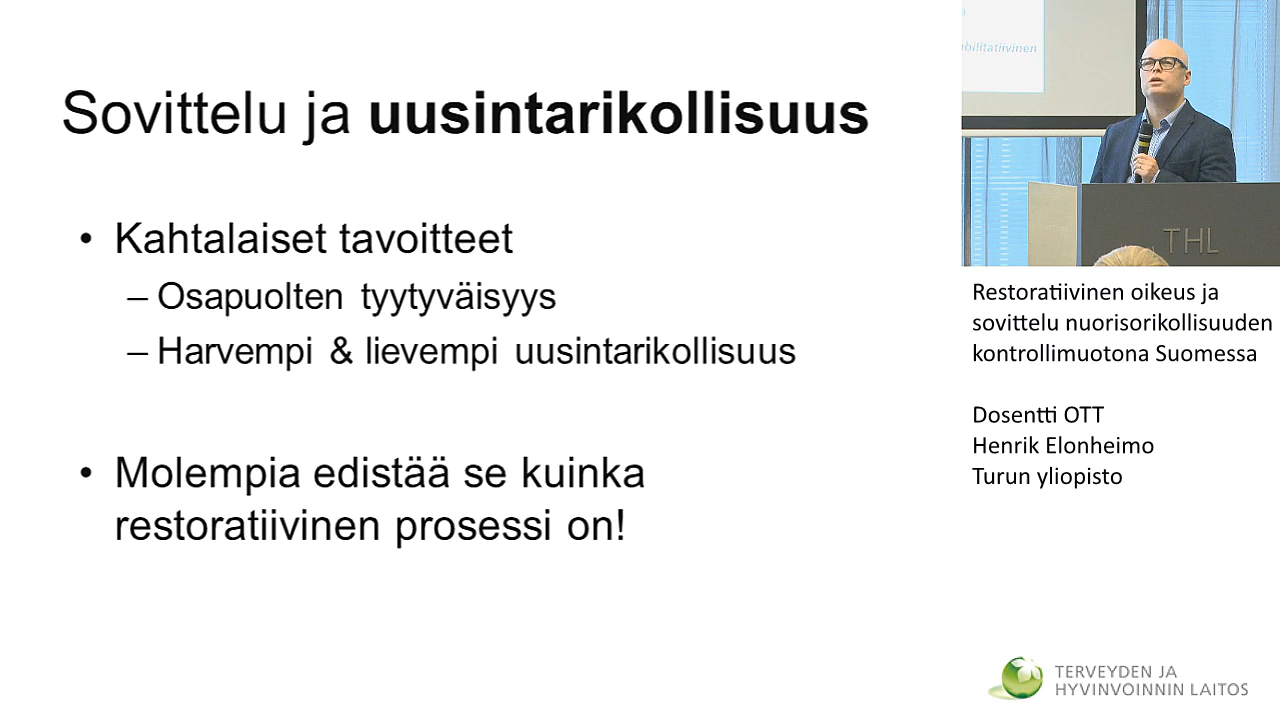 Sovittelu ja uusintarikollisuus
• Kahtalaiset tavoitteet
– Osapuolten tyytyväisyys
– Harvempi & lievempi uusintarikollisuus
• Molempia edistää se kuinka
restoratiivinen prosessi on!
THL
Restoratiivinen oikeus ja
sovittelu nuorisorikollisuuden
kontrollimuotona Suomessa
Dosentti OTT
Henrik Elonheimo
Turun yliopisto
TERVEYDEN JA
HYVINVOINNIN LAITOS